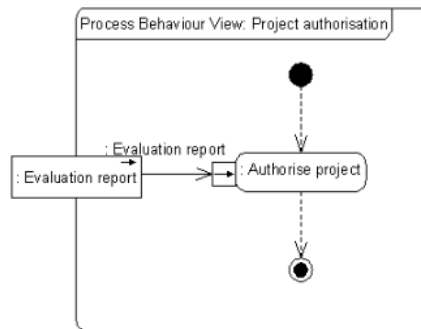 Process Behaviour View: Project authorisation
: Evaluation report
: Evaluation report
: Authorise project